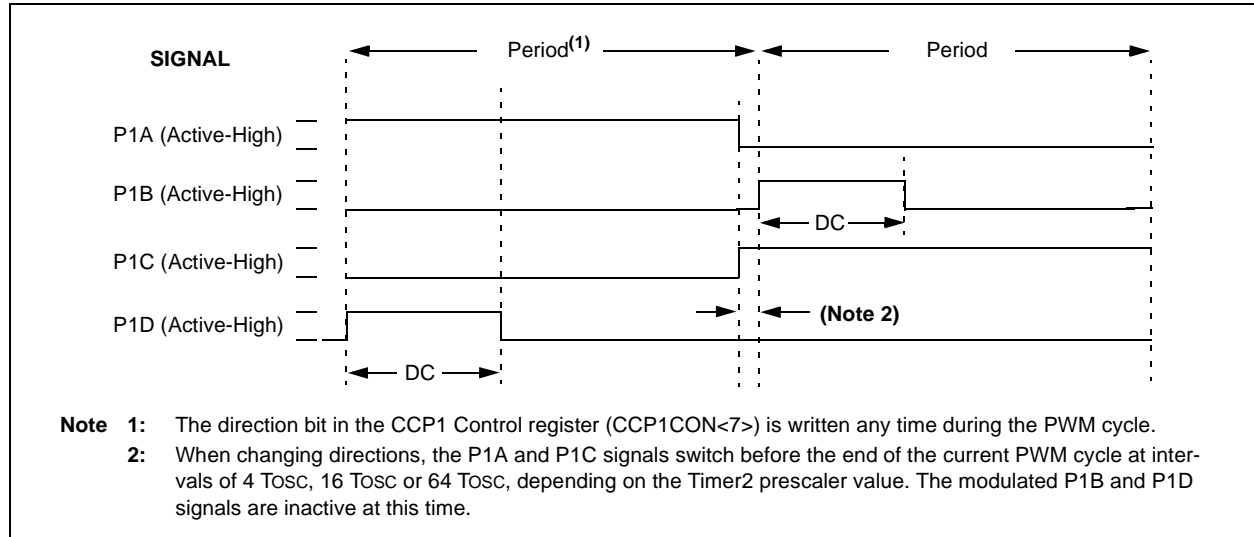 SIGNAL
Period(1)
Period
P1A (Active-High)
P1B (Active-High)
DC
P1C (Active-High)
P1D (Active-High)
(Note 2)
DC
Note 1: The direction bit in the CCP1 Control register (CCP1CON<7>) is written any time during the PWM cycle.
2: When changing directions, the P1A and P1C signals switch before the end of the current PWM cycle at inter-
vals of 4 TOSC, 16 TOSC or 64 TOSC, depending on the Timer2 prescaler value. The modulated P1B and P1D
signals are inactive at this time.